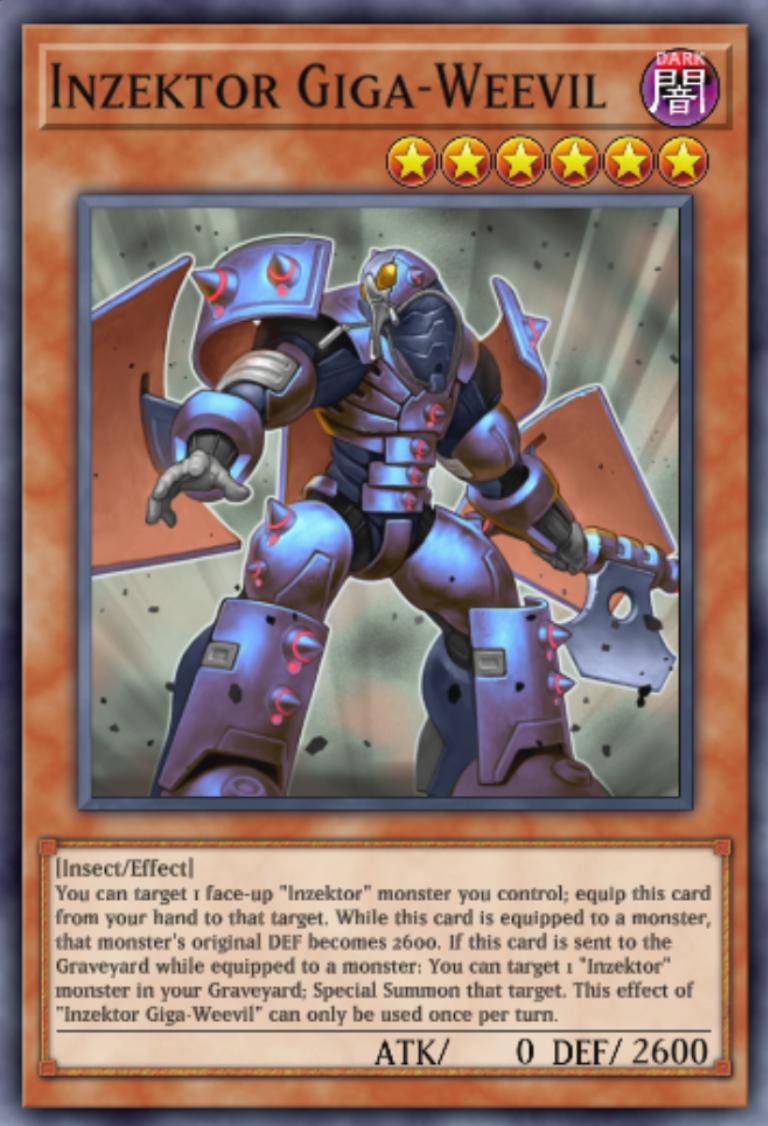 INZEKTOR GIGA-WEEVIL
DARK
闇
[Insect/Effect]
You can target 1 face-up "Inzektor" monster you control; equip this card
from your hand to that target. While this card is equipped to a monster,
that monster's original DEF becomes 2600. If this card is sent to the
Graveyard while equipped to a monster: You can target 1 "Inzektor"
monster in your Graveyard; Special Summon that target. This effect of
"Inzektor Giga-Weevil" can only be used once per turn.
ATK/ 0 DEF/ 2600